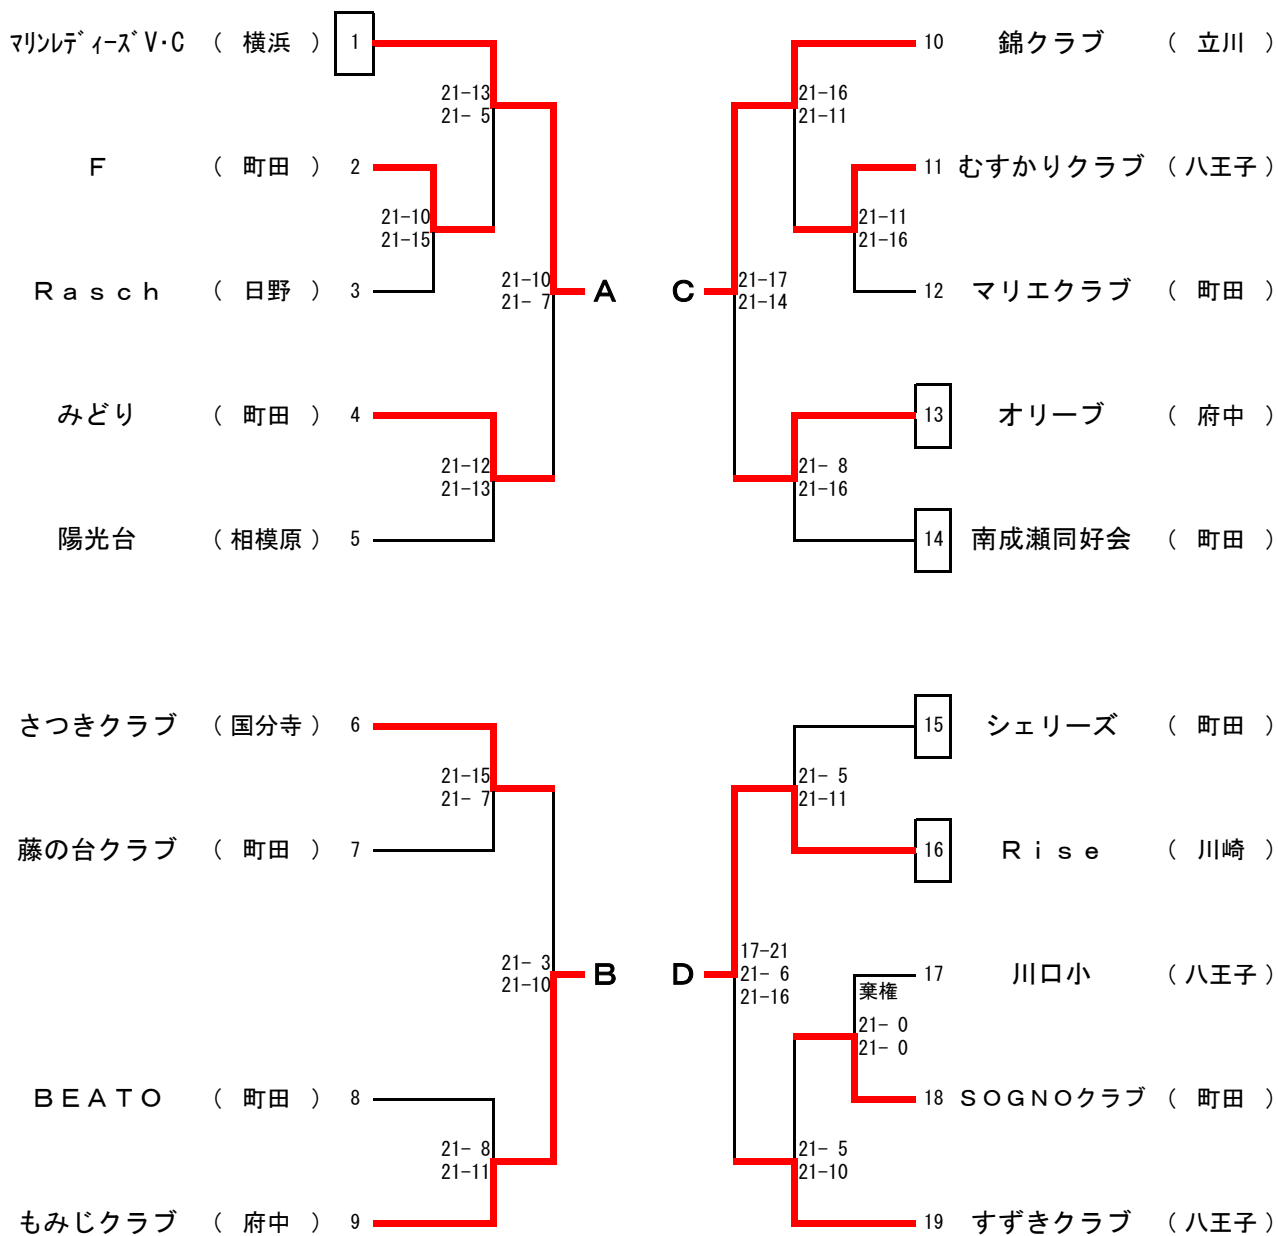 マリンレディーズV・C （ 横浜 ） 1
21-13
21- 5
Ｆ （ 町田 ） 2
21-10
21-15
Ｒａｓｃｈ （ 日野 ） 3
21-10
21- 7
A
みどり （ 町田 ） 4
21-12
21-13
陽光台 （ 相模原 ） 5
さつきクラブ （ 国分寺 ） 6
21-15
21- 7
藤の台クラブ （ 町田 ） 7
21- 3
21-10
B
ＢＥＡＴＯ （ 町田 ） 8
21- 8
21-11
もみじクラブ （ 府中 ） 9
10 錦クラブ （ 立川 ）
21-16
21-11
11 むすかりクラブ （ 八王子 ）
21-11
21-16
12 マリエクラブ （ 町田 ）
C
21-17
21-14
13 オリーブ （ 府中 ）
21- 8
21-16
14 南成瀬同好会 （ 町田 ）
15 シェリーズ （ 町田 ）
21- 5
21-11
16 Ｒｉｓｅ （ 川崎 ）
D
17-21
21- 6
21-16
17 川口小 （ 八王子 ）
棄権
21- 0
21- 0
18 ＳＯＧＮＯクラブ （ 町田 ）
21- 5
21-10
19 すずきクラブ （ 八王子 ）